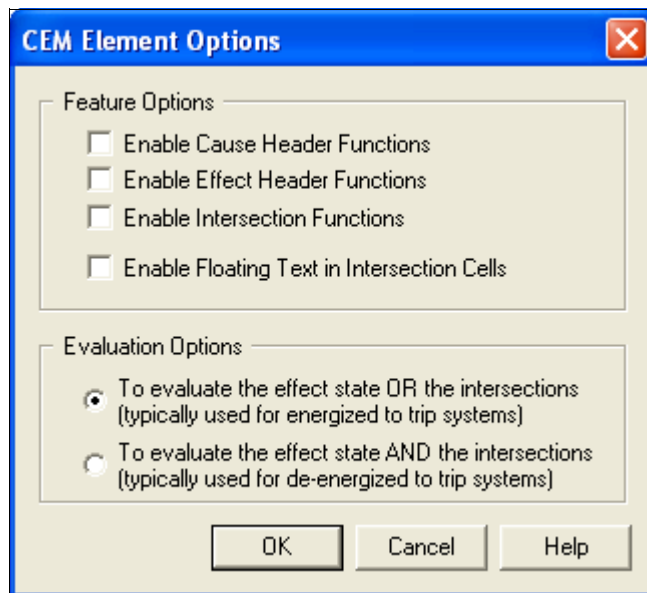 CEM Element Options
Feature Options
Enable Cause Header Functions
Enable Effect Header Functions
Enable Intersection Functions
Enable Floating Text in Intersection Cells
Evaluation Options
To evaluate the effect state OR the intersections
(typically used for energized to trip systems)
To evaluate the effect state AND the intersections
(typically used for de-energized to trip systems)
OK Cancel Help